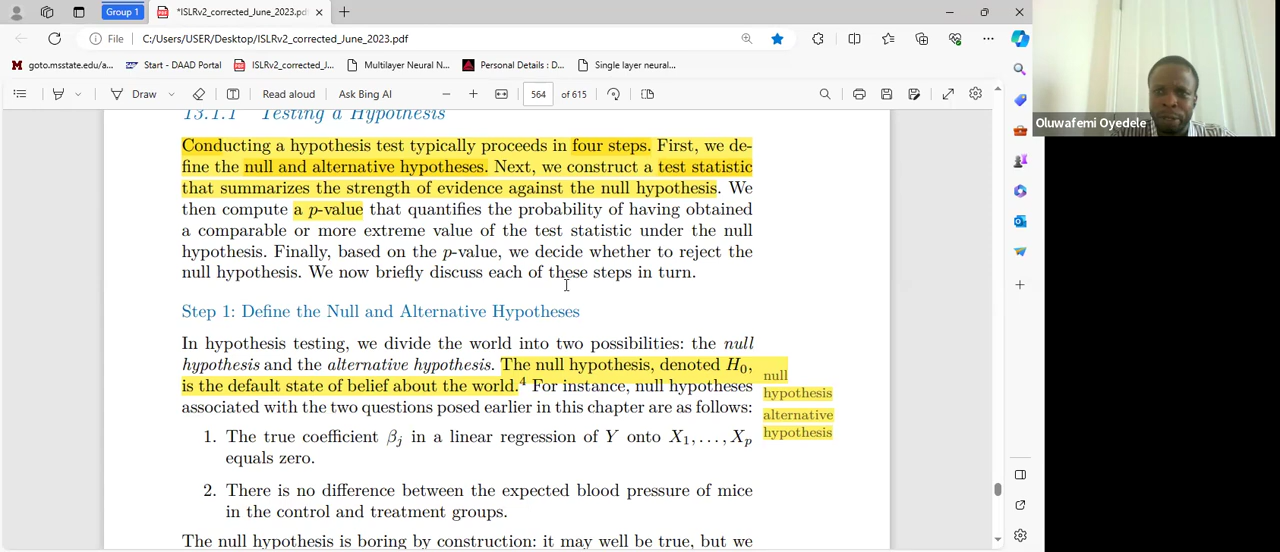 Group 1
*ISLRv2_corrected_June_2023.pd
File
C:/Users/USER/Desktop/ISLRv2_corrected_June_2023.pdf
goto.msstate.edu/a...
Start - DAAD Portal
ISLRv2_corrected_J...
Multilayer Neural N...
Personal Details : D...
Single layer neural...
Draw
Read aloud
Ask Bing AI
564
of 615
Oluwafemi Oyedele
13.1.1 Testing a Hypothesis
Conducting a hypothesis test typically proceeds in four steps. First, we de-
fine the null and alternative hypotheses. Next, we construct a test statistic
that summarizes the strength of evidence against the null hypothesis. We
then compute a p-value that quantifies the probability of having obtained
a comparable or more extreme value of the test statistic under the null
hypothesis. Finally, based on the p-value, we decide whether to reject the
null hypothesis. We now briefly discuss each of these steps in turn.
Step 1: Define the Null and Alternative Hypotheses
In hypothesis testing, we divide the world into two possibilities: the null
hypothesis and the alternative hypothesis. The null hypothesis, denoted H₀,
is the default state of belief about the world.⁴ For instance, null hypotheses
associated with the two questions posed earlier in this chapter are as follows:
null
hypothesis
alternative
hypothesis
1. The true coefficient βⱼ in a linear regression of Y onto X₁, . . . , Xₚ
equals zero.
2. There is no difference between the expected blood pressure of mice
in the control and treatment groups.
The null hypothesis is boring by construction: it may well be true, but we